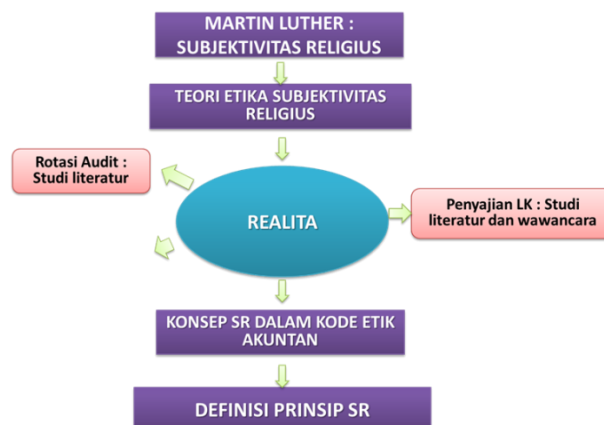 MARTIN LUTHER :
SUBJEKTIVITAS RELIGIUS
TEORI ETIKA SUBJEKTIVITAS
RELIGIUS
Rotasi Audit :
Studi literatur
REALITA
Penyajian LK : Studi
literatur dan wawancara
KONSEP SR DALAM KODE ETIK
AKUNTAN
DEFINISI PRINSIP SR